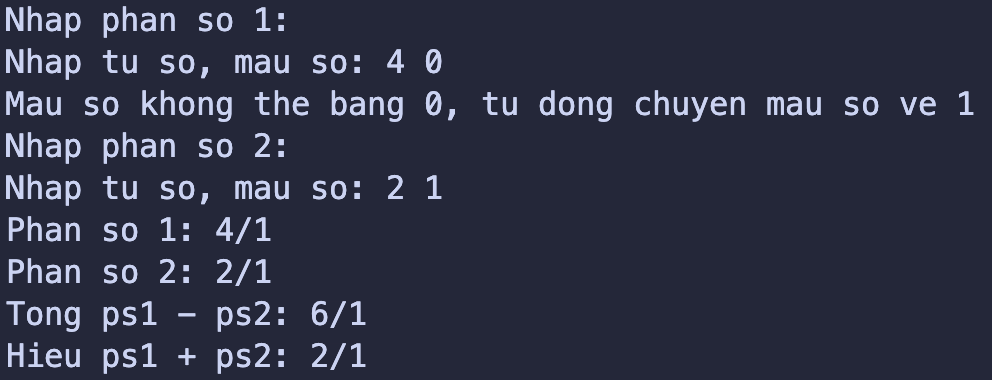 Nhap phan so 1:
Nhap tu so, mau so: 4 0
Mau so khong the bang 0, tu dong chuyen mau so ve 1
Nhap phan so 2:
Nhap tu so, mau so: 2 1
Phan so 1: 4/1
Phan so 2: 2/1
Tong ps1 - ps2: 6/1
Hieu ps1 + ps2: 2/1